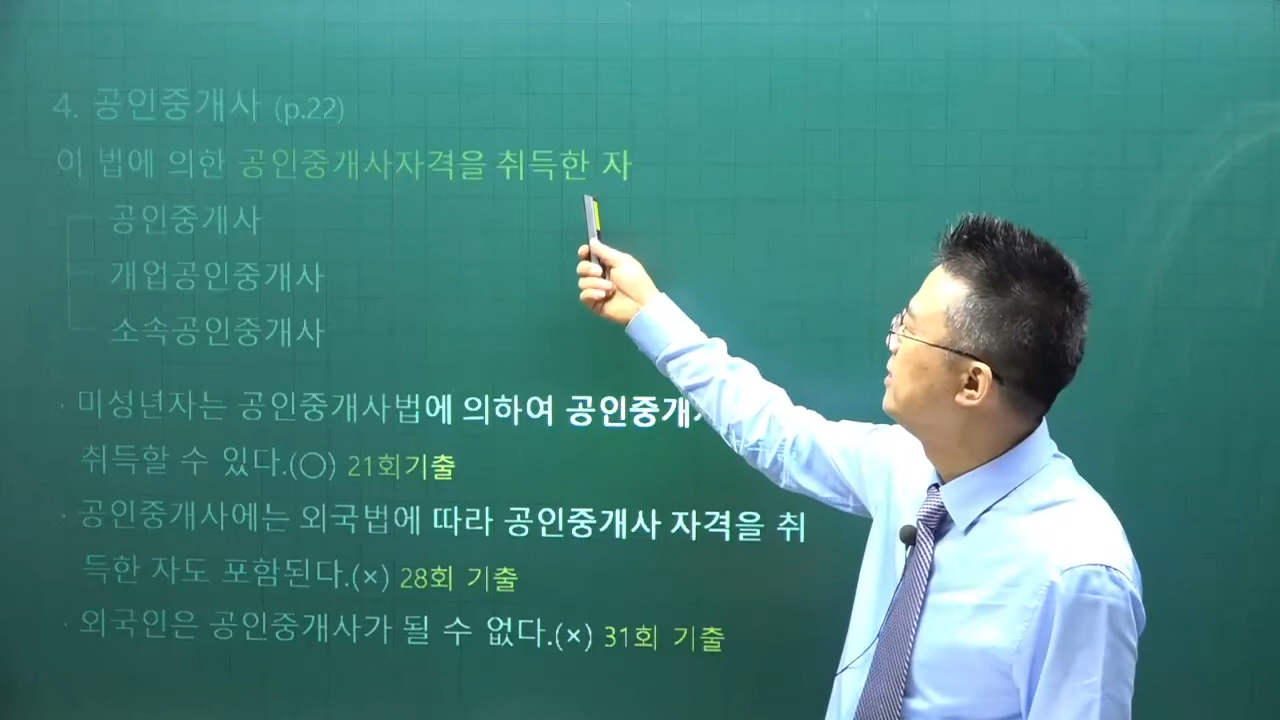 4. 공인중개사 (p.22)
이 법에 의한 공인중개사자격을 취득한 자
공인중개사
개업공인중개사
소속공인중개사
· 미성년자는 공인중개사법에 의하여 공인중개
취득할 수 있다.(○) 21회기출
· 공인중개사에는 외국법에 따라 공인중개사 자격을 취
득한 자도 포함된다.(×) 28회 기출
· 외국인은 공인중개사가 될 수 없다.(×) 31회 기출